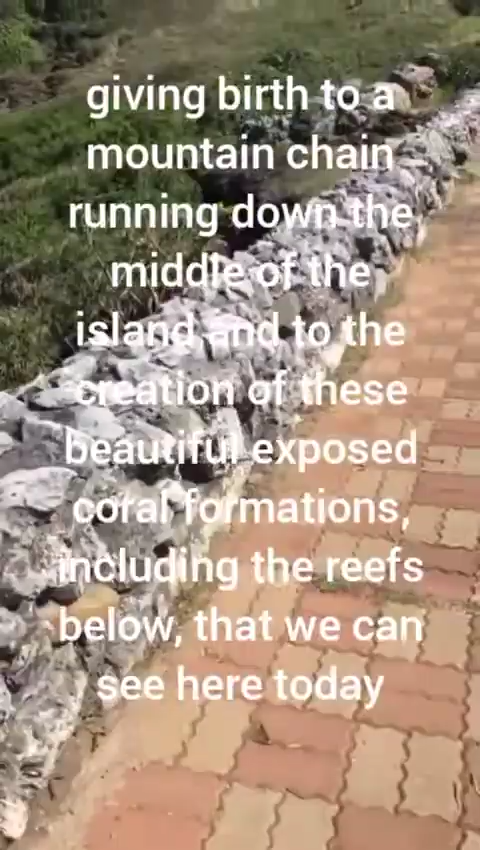 giving birth to a
mountain chain
running down the
middle of the
island and to the
creation of these
beautiful exposed
coral formations,
including the reefs
below, that we can
see here today